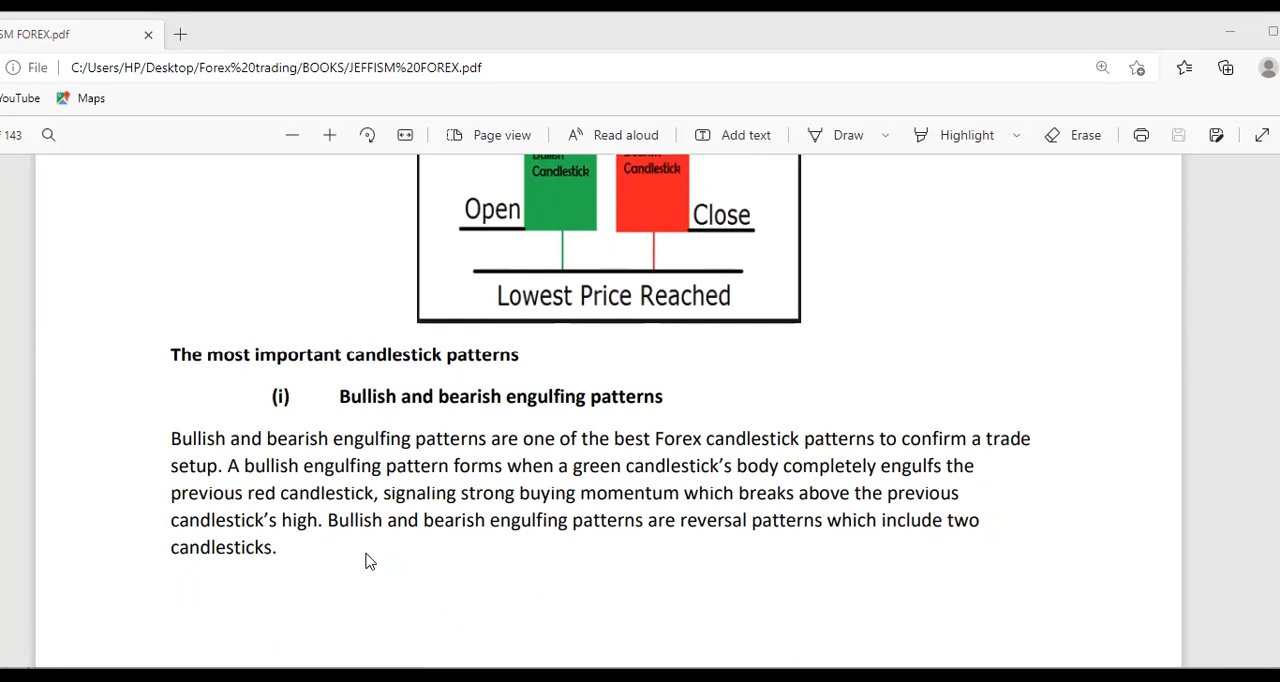 SM FOREX.pdf
File C:/Users/HP/Desktop/Forex%20trading/BOOKS/JEFFISM%20FOREX.pdf
YouTube Maps
143 Page view Read aloud Add text Draw Highlight Erase
Bullish Candlestick
Candlestick
Open
Close
Lowest Price Reached
The most important candlestick patterns
(i) Bullish and bearish engulfing patterns
Bullish and bearish engulfing patterns are one of the best Forex candlestick patterns to confirm a trade
setup. A bullish engulfing pattern forms when a green candlestick's body completely engulfs the
previous red candlestick, signaling strong buying momentum which breaks above the previous
candlestick's high. Bullish and bearish engulfing patterns are reversal patterns which include two
candlesticks.